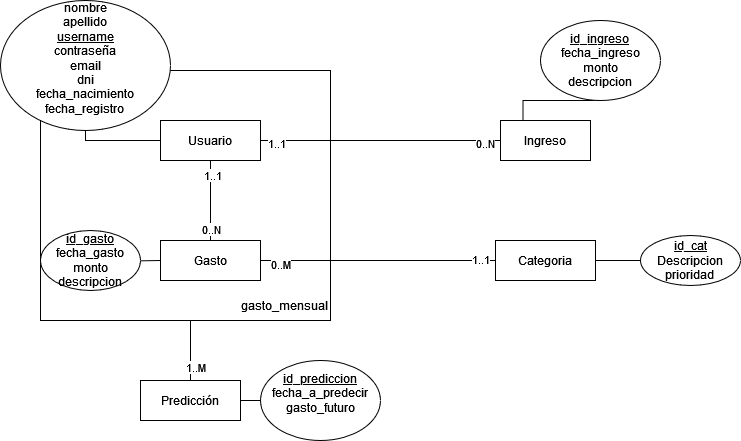 nombre
apellido
username
contraseña
email
dni
fecha_nacimiento
fecha_registro
id_ingreso
fecha_ingreso
monto
descripcion
Usuario
1..1
0..N
Ingreso
1..1
0..N
id_gasto
fecha_gasto
monto
descripcion
Gasto
0..M
1..1
Categoria
id_cat
Descripcion
prioridad
gasto_mensual
1..M
Predicción
id_prediccion
fecha_a_predecir
gasto_futuro